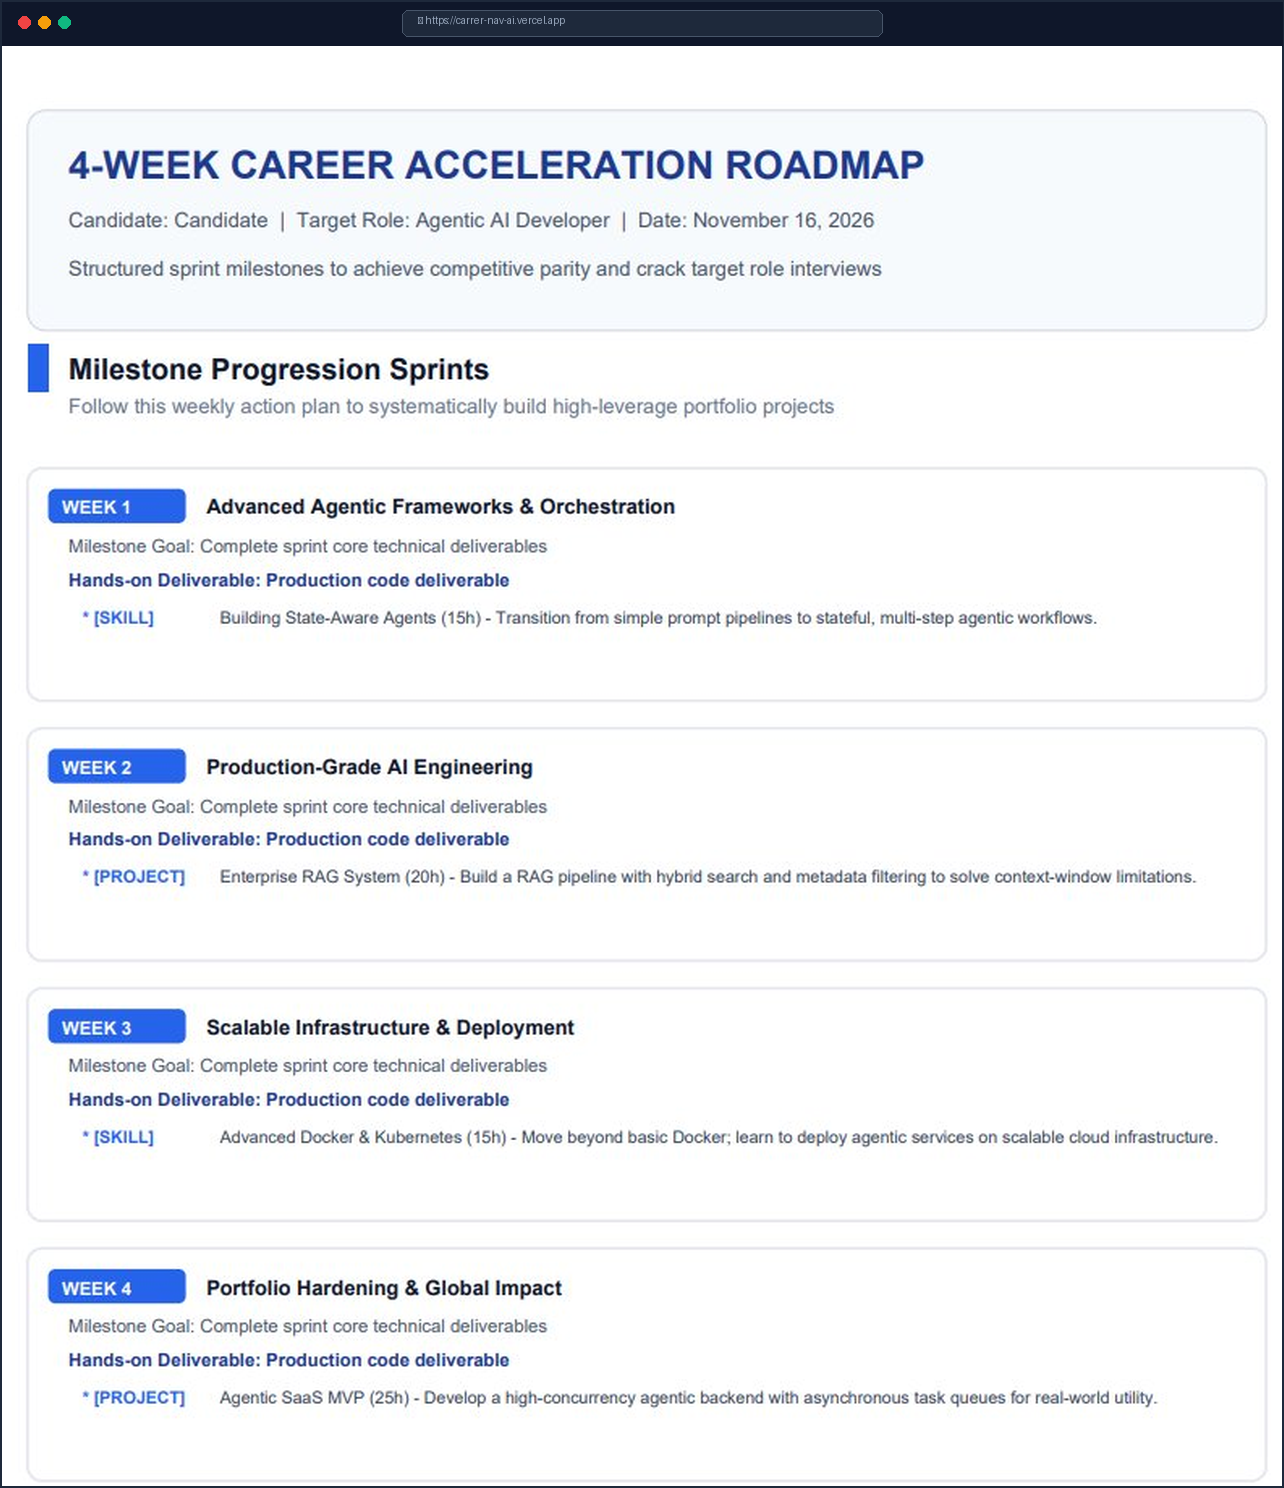 https://carrer-nav-ai.vercel.app
4-WEEK CAREER ACCELERATION ROADMAP
Candidate: Candidate | Target Role: Agentic AI Developer | Date: November 16, 2026
Structured sprint milestones to achieve competitive parity and crack target role interviews
Milestone Progression Sprints
Follow this weekly action plan to systematically build high-leverage portfolio projects
WEEK 1 Advanced Agentic Frameworks & Orchestration
Milestone Goal: Complete sprint core technical deliverables
Hands-on Deliverable: Production code deliverable
* [SKILL] Building State-Aware Agents (15h) - Transition from simple prompt pipelines to stateful, multi-step agentic workflows.
WEEK 2 Production-Grade AI Engineering
Milestone Goal: Complete sprint core technical deliverables
Hands-on Deliverable: Production code deliverable
* [PROJECT] Enterprise RAG System (20h) - Build a RAG pipeline with hybrid search and metadata filtering to solve context-window limitations.
WEEK 3 Scalable Infrastructure & Deployment
Milestone Goal: Complete sprint core technical deliverables
Hands-on Deliverable: Production code deliverable
* [SKILL] Advanced Docker & Kubernetes (15h) - Move beyond basic Docker; learn to deploy agentic services on scalable cloud infrastructure.
WEEK 4 Portfolio Hardening & Global Impact
Milestone Goal: Complete sprint core technical deliverables
Hands-on Deliverable: Production code deliverable
* [PROJECT] Agentic SaaS MVP (25h) - Develop a high-concurrency agentic backend with asynchronous task queues for real-world utility.